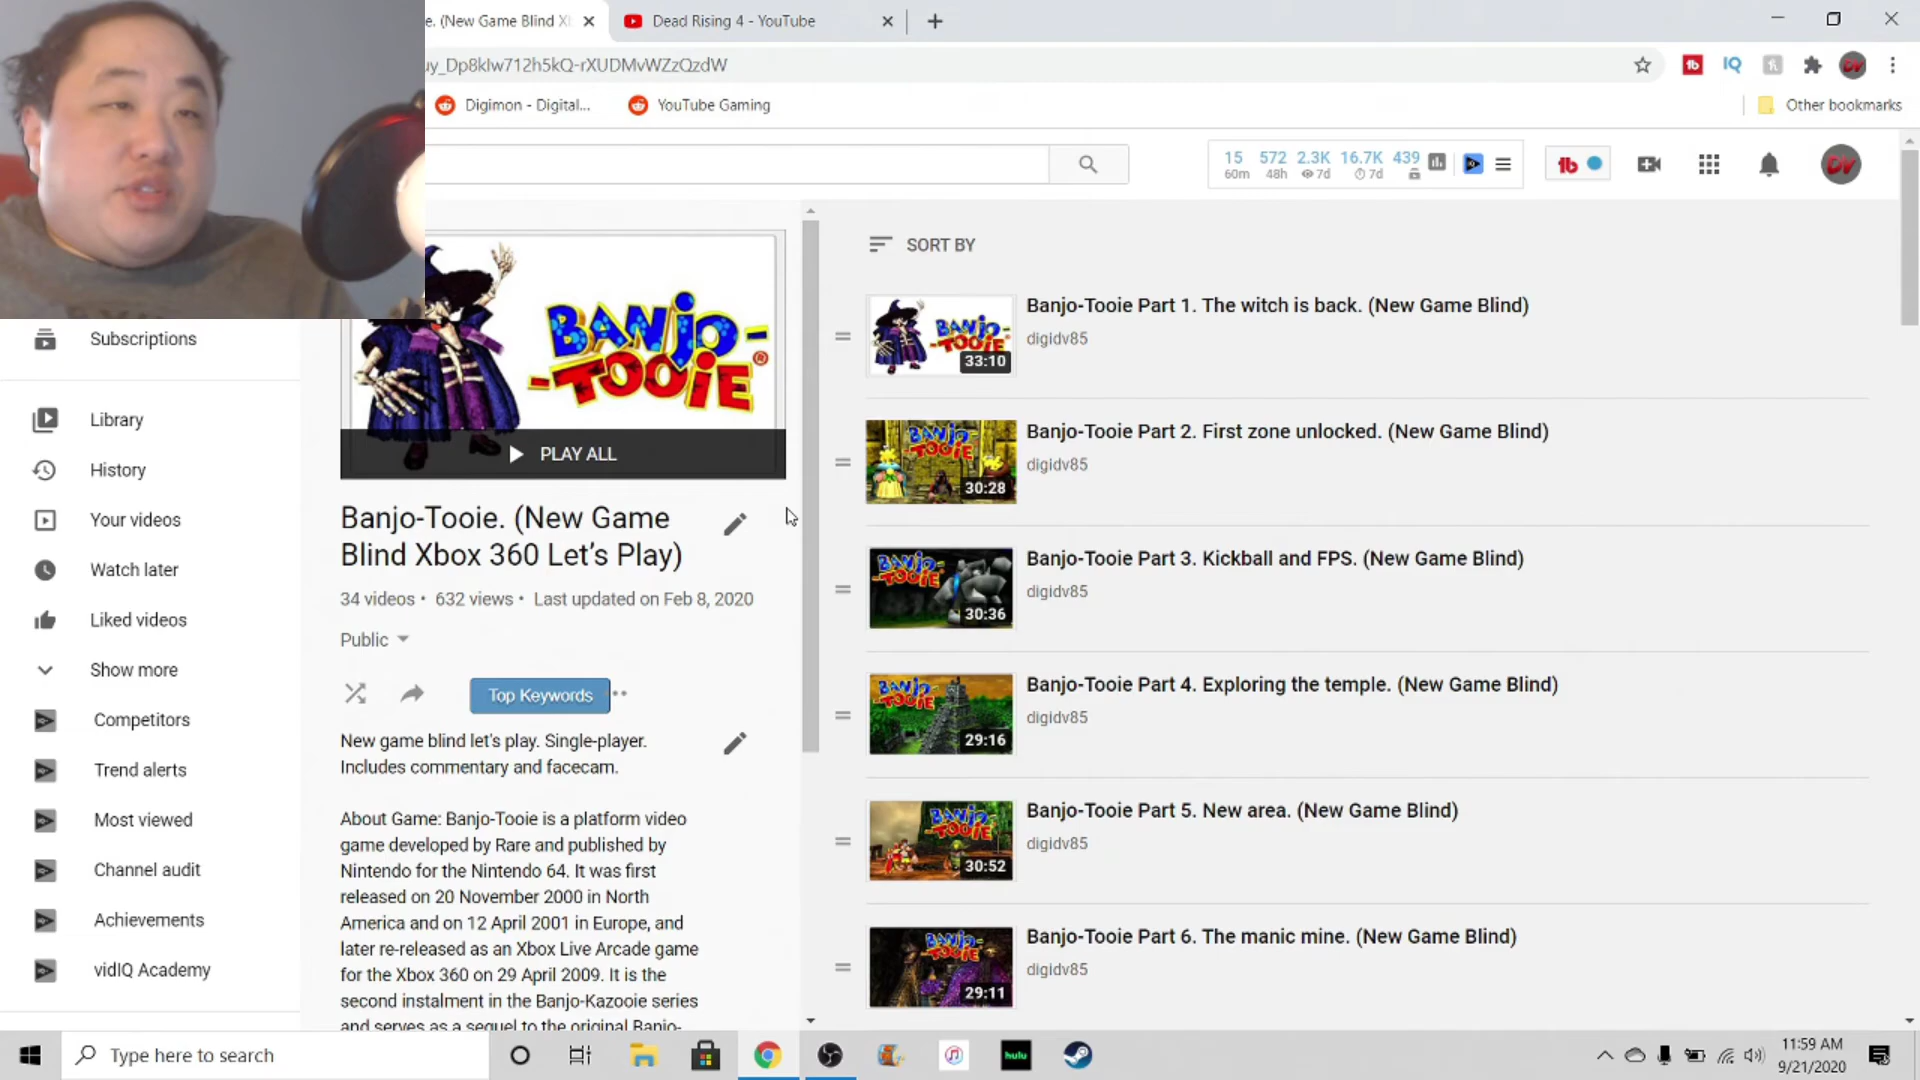 e. (New Game Blind X
Dead Rising 4 - YouTube
uy_Dp8kIw712h5kQ-rXUDMvWZzQzdW
Digimon - Digital...
YouTube Gaming
Other bookmarks
15 572 2.3K 16.7K 439
60m 48h 7d 7d
BANJO
-TOOIE
PLAY ALL
Banjo-Tooie. (New Game
Blind Xbox 360 Let's Play)
34 videos • 632 views • Last updated on Feb 8, 2020
Public
Top Keywords
New game blind let's play. Single-player.
Includes commentary and facecam.
About Game: Banjo-Tooie is a platform video
game developed by Rare and published by
Nintendo for the Nintendo 64. It was first
released on 20 November 2000 in North
America and on 12 April 2001 in Europe, and
later re-released as an Xbox Live Arcade game
for the Xbox 360 on 29 April 2009. It is the
second instalment in the Banjo-Kazooie series
and serves as a sequel to the original Banjo-
Subscriptions
Library
History
Your videos
Watch later
Liked videos
Show more
Competitors
Trend alerts
Most viewed
Channel audit
Achievements
vidIQ Academy
SORT BY
Banjo-Tooie Part 1. The witch is back. (New Game Blind)
digidv85
33:10
Banjo-Tooie Part 2. First zone unlocked. (New Game Blind)
digidv85
30:28
Banjo-Tooie Part 3. Kickball and FPS. (New Game Blind)
digidv85
30:36
Banjo-Tooie Part 4. Exploring the temple. (New Game Blind)
digidv85
29:16
Banjo-Tooie Part 5. New area. (New Game Blind)
digidv85
30:52
Banjo-Tooie Part 6. The manic mine. (New Game Blind)
digidv85
29:11
Type here to search
hulu
11:59 AM
9/21/2020